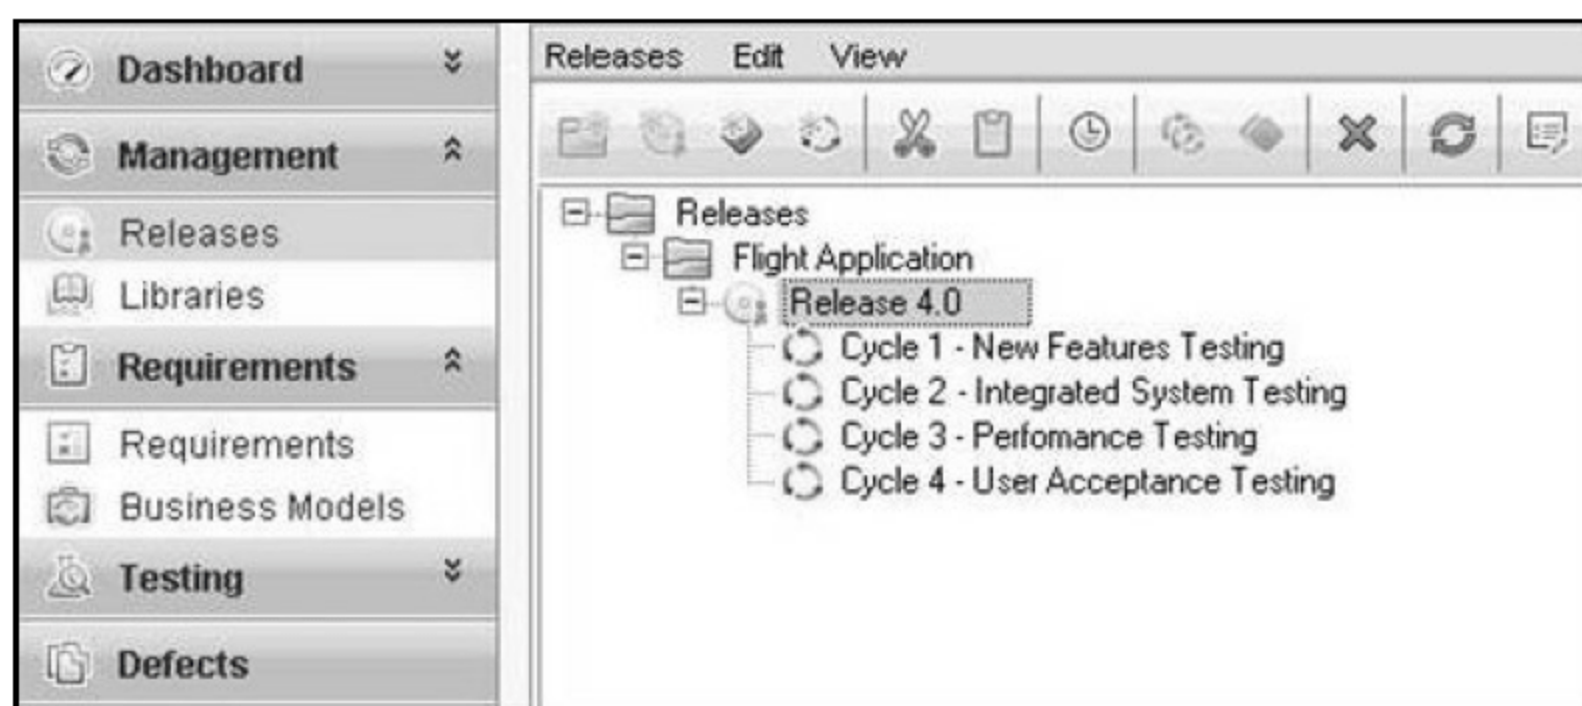 Dashboard
Management
Releases
Libraries
Requirements
Requirements
Business Models
Testing
Defects
Releases Edit View
Releases
Flight Application
Release 4.0
Cycle 1 - New Features Testing
Cycle 2 - Integrated System Testing
Cycle 3 - Perfomance Testing
Cycle 4 - User Acceptance Testing